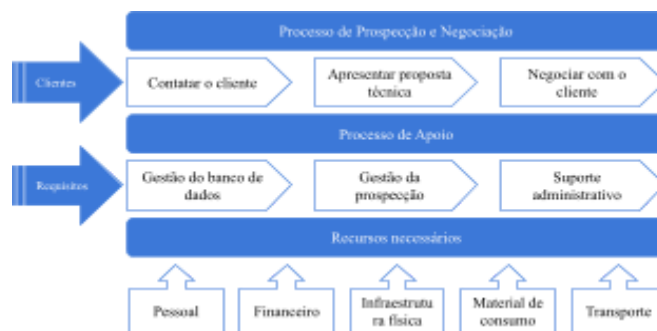 Processo de Prospecção e Negociação
Clientes
Contatar o cliente
Apresentar proposta
técnica
Negociar com o
cliente
Processo de Apoio
Requisitos
Gestão do banco de
dados
Gestão da
prospecção
Suporte
administrativo
Recursos necessários
Pessoal
Financeiro
Infraestrutu
ra física
Material de
consumo
Transporte